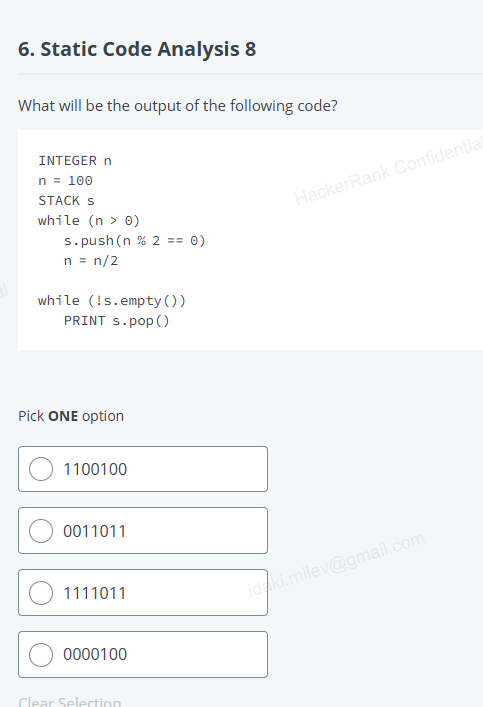 6. Static Code Analysis 8
What will be the output of the following code?
HackerRank Confidential
INTEGER n
n = 100
STACK s
while (n > 0)
s.push(n % 2 == 0)
n = n/2
while (!s.empty())
PRINT s.pop()
Pick ONE option
1100100
0011011
idaki.milev@gmail.com
1111011
0000100
Clear Selection